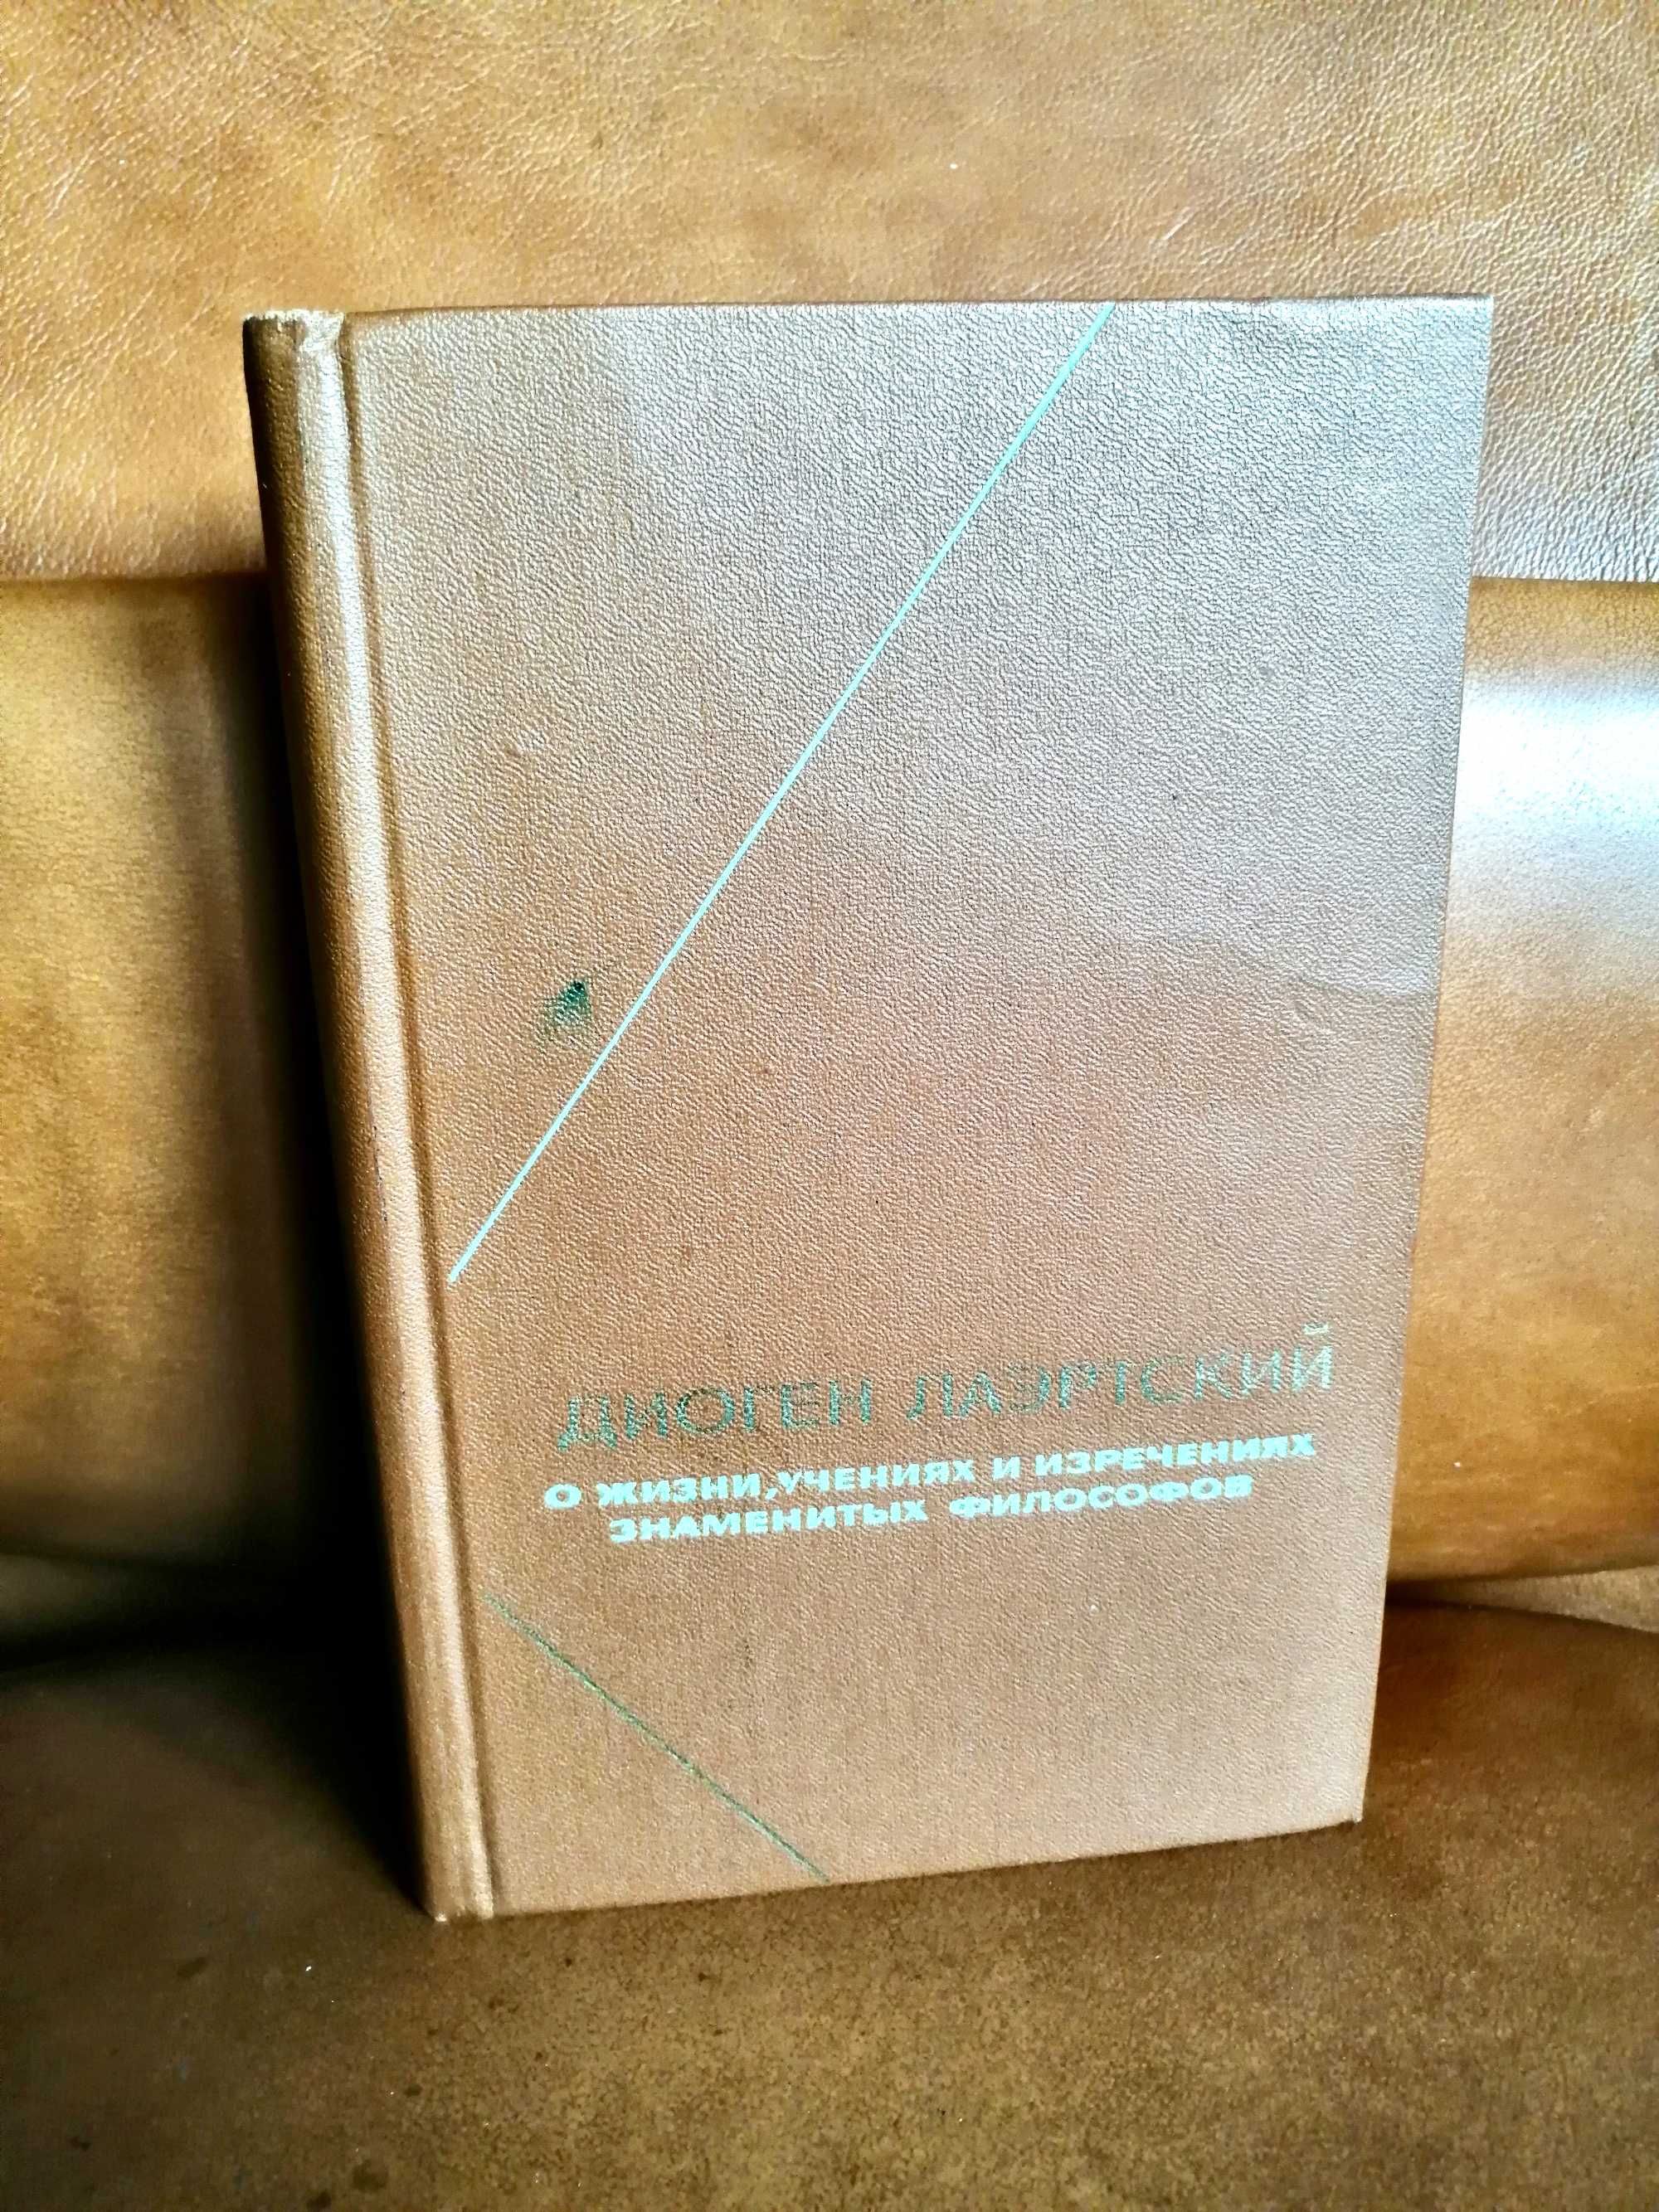 ДИОГЕН ЛАЭРТСКИЙ
О ЖИЗНИ, УЧЕНИЯХ И ИЗРЕЧЕНИЯХ
ЗНАМЕНИТЫХ ФИЛОСОФОВ